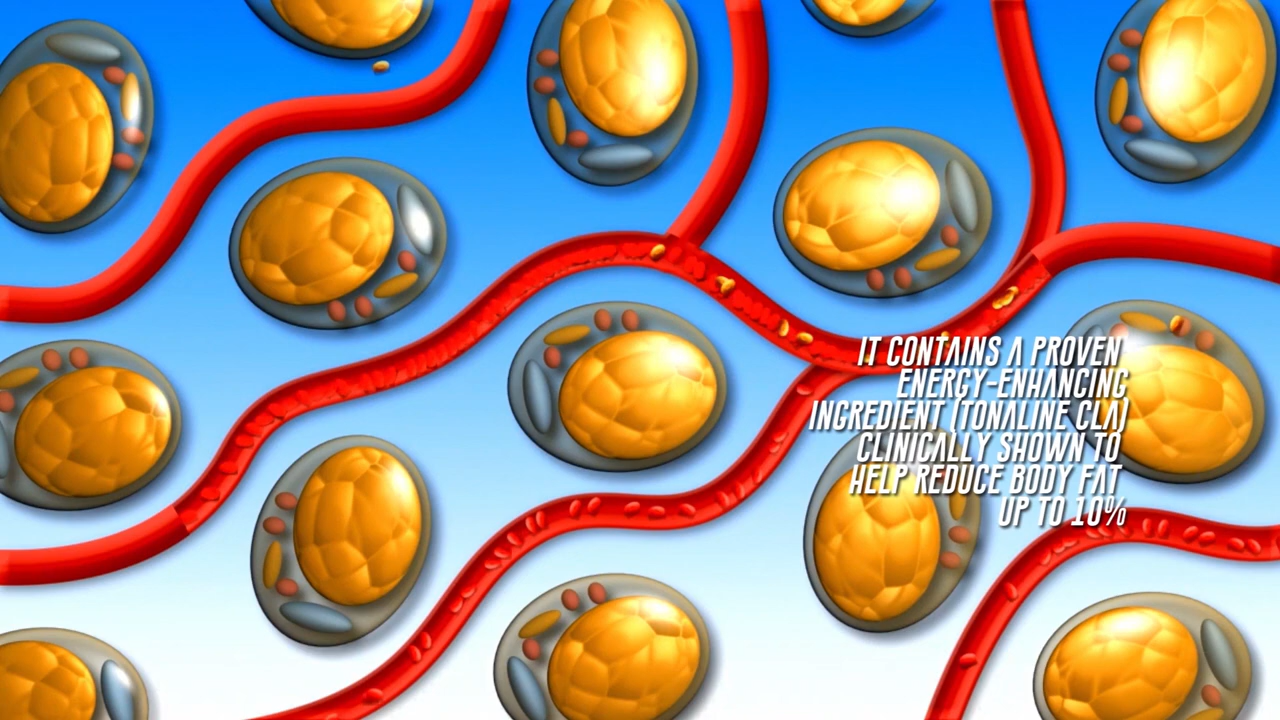 IT CONTAINS A PROVEN
ENERGY-ENHANCING
INGREDIENT (TONALINE CLA)
CLINICALLY SHOWN TO
HELP REDUCE BODY FAT
UP TO 10%